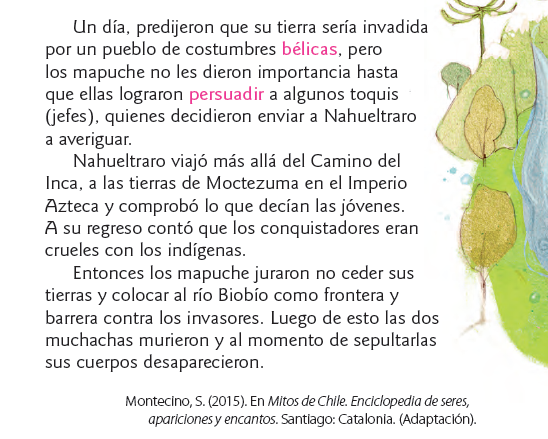 Un día, predijeron que su tierra sería invadida
por un pueblo de costumbres bélicas, pero
los mapuche no les dieron importancia hasta
que ellas lograron persuadir a algunos toquis
(jefes), quienes decidieron enviar a Nahueltraro
a averiguar.
Nahueltraro viajó más allá del Camino del
Inca, a las tierras de Moctezuma en el Imperio
Azteca y comprobó lo que decían las jóvenes.
A su regreso contó que los conquistadores eran
crueles con los indígenas.
Entonces los mapuche juraron no ceder sus
tierras y colocar al río Biobío como frontera y
barrera contra los invasores. Luego de esto las dos
muchachas murieron y al momento de sepultarlas
sus cuerpos desaparecieron.
Montecino, S. (2015). En Mitos de Chile. Enciclopedia de seres,
apariciones y encantos. Santiago: Catalonia. (Adaptación).